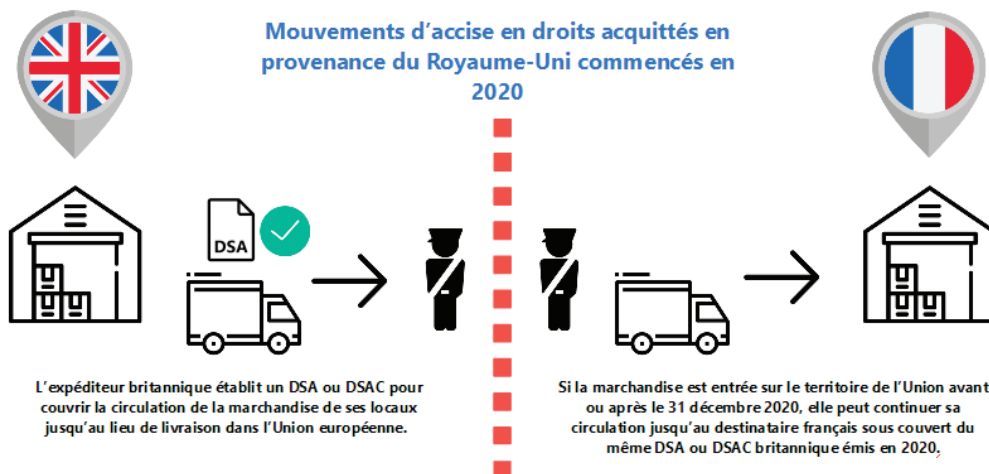 Mouvements d'accise en droits acquittés en
provenance du Royaume-Uni commencés en
2020
DSA
L'expéditeur britannique établit un DSA ou DSAC pour
couvrir la circulation de la marchandise de ses locaux
jusqu'au lieu de livraison dans l'Union européenne.
Si la marchandise est entrée sur le territoire de l'Union avant
ou après le 31 décembre 2020, elle peut continuer sa
circulation jusqu'au destinataire français sous couvert du
même DSA ou DSAC britannique émis en 2020.